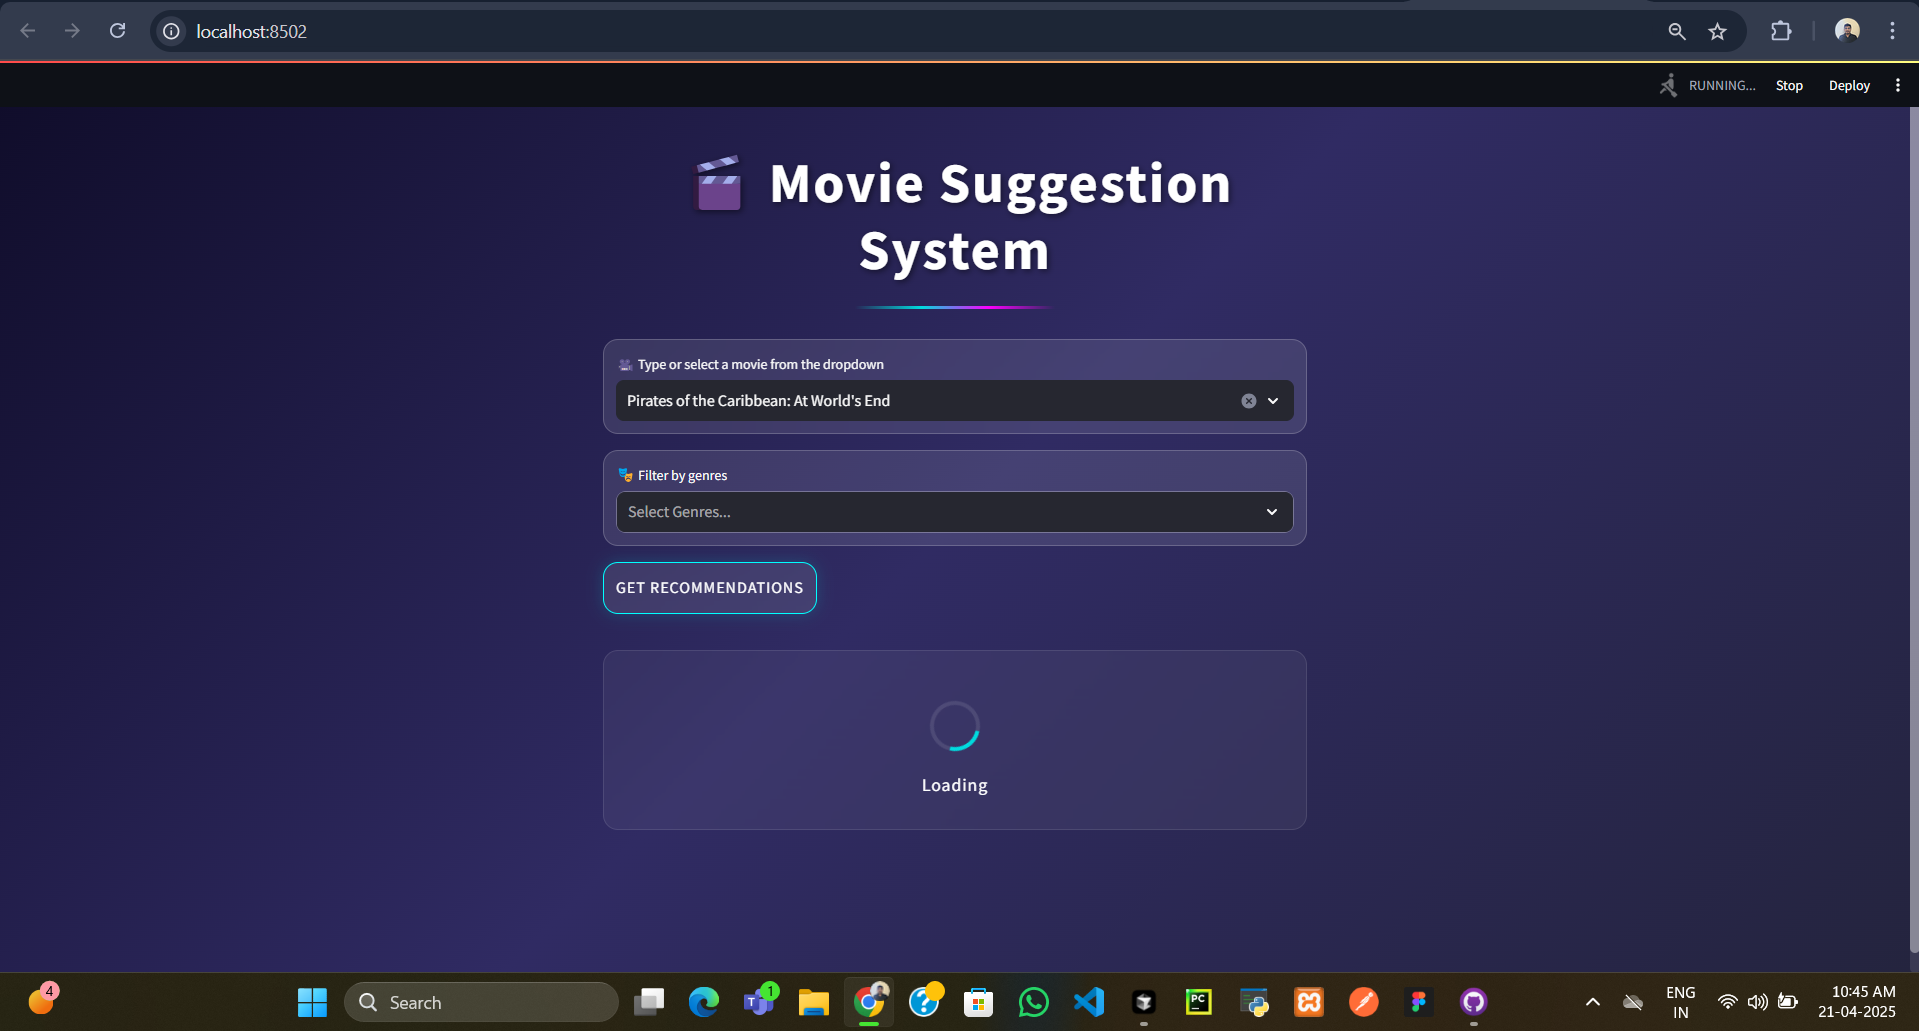 localhost:8502
RUNNING...
Stop
Deploy
Movie Suggestion
System
Type or select a movie from the dropdown
Pirates of the Caribbean: At World's End
Filter by genres
Select Genres...
GET RECOMMENDATIONS
Loading
4
Search
T
1
?
PC
ENG
IN
10:45 AM
21-04-2025